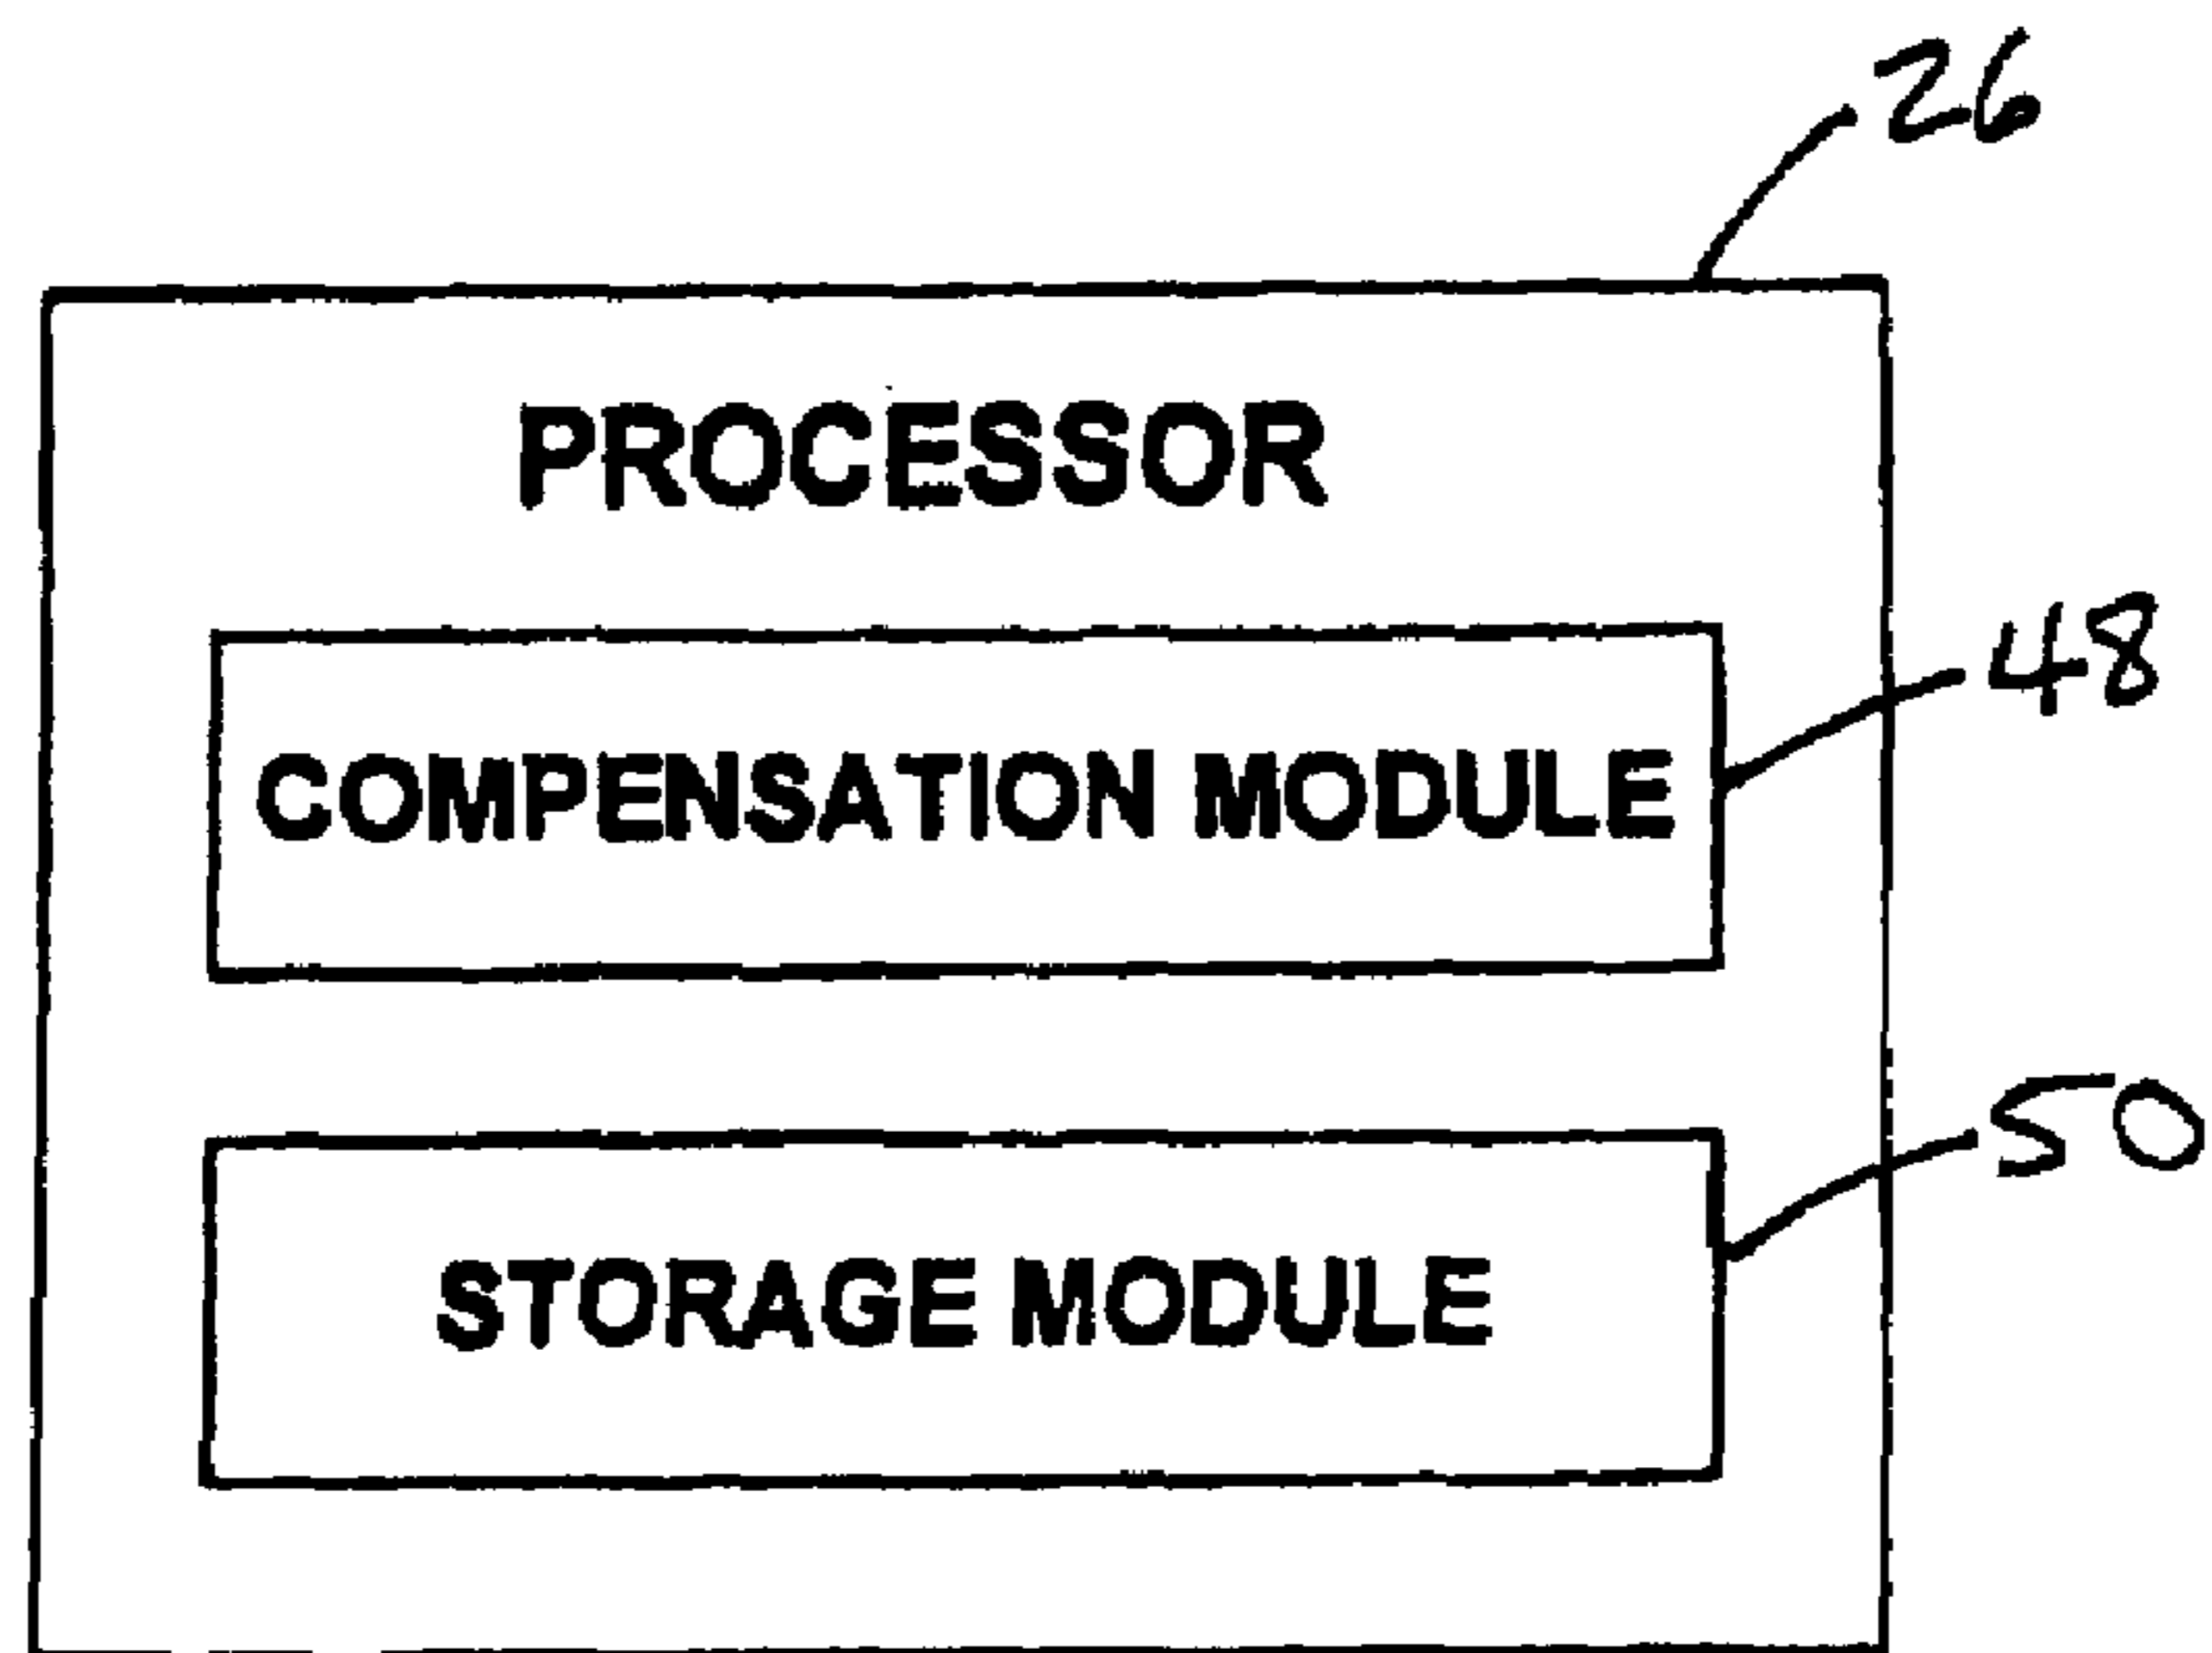 26
PROCESSOR
48
COMPENSATION MODULE
50
STORAGE MODULE